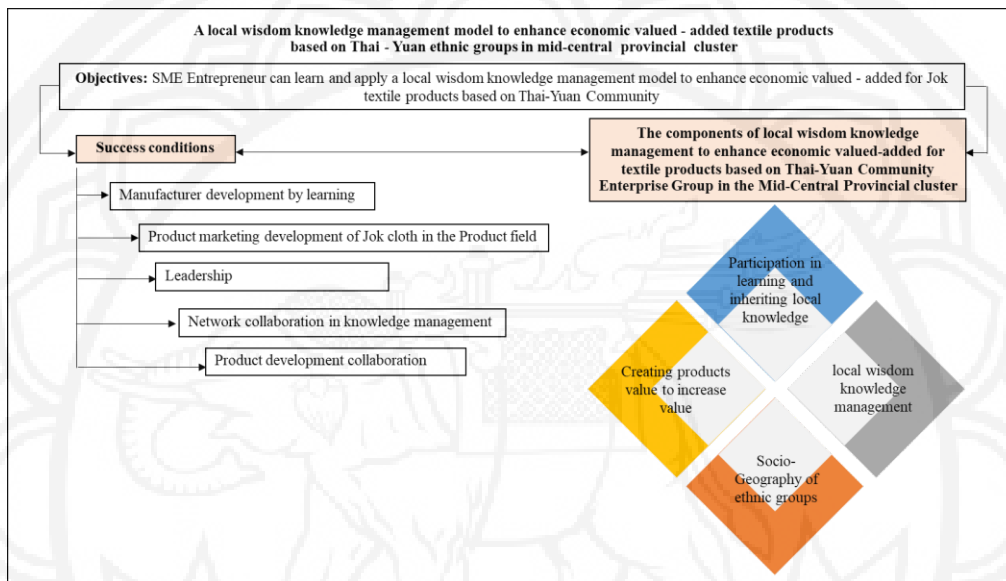 A local wisdom knowledge management model to enhance economic valued - added textile products
based on Thai - Yuan ethnic groups in mid-central provincial cluster
Objectives: SME Entrepreneur can learn and apply a local wisdom knowledge management model to enhance economic valued - added for Jok
textile products based on Thai-Yuan Community
Success conditions
Manufacturer development by learning
Product marketing development of Jok cloth in the Product field
Leadership
Network collaboration in knowledge management
Product development collaboration
The components of local wisdom knowledge
management to enhance economic valued-added for
textile products based on Thai-Yuan Community
Enterprise Group in the Mid-Central Provincial cluster
Participation in
learning and
inheriting local
knowledge
Creating products
value to increase
value
local wisdom
knowledge
management
Socio-
Geography of
ethnic groups